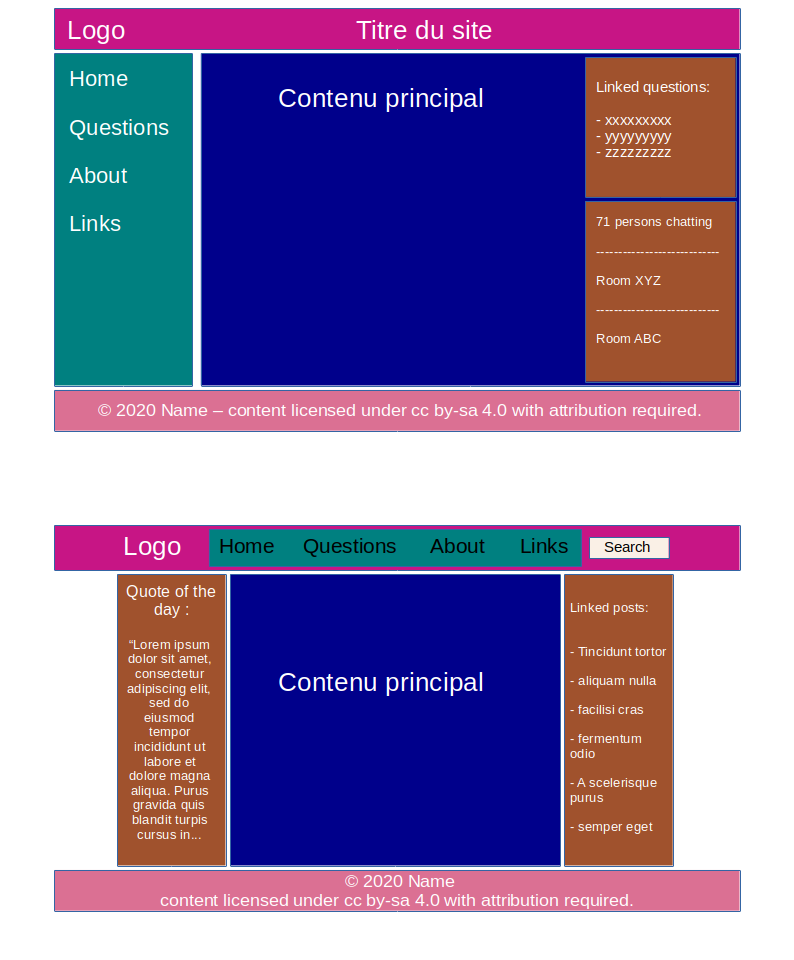 Logo
Titre du site
Home
Questions
About
Links
Contenu principal
Linked questions:
- xxxxxxxxx
- yyyyyyyyy
- zzzzzzzzz
71 persons chatting
----------------------------
Room XYZ
----------------------------
Room ABC
© 2020 Name – content licensed under cc by-sa 4.0 with attribution required.
Logo
Home
Questions
About
Links
Search
Quote of the
day :
“Lorem ipsum
dolor sit amet,
consectetur
adipiscing elit,
sed do
eiusmod
tempor
incididunt ut
labore et
dolore magna
aliqua. Purus
gravida quis
blandit turpis
cursus in...
Contenu principal
Linked posts:
- Tincidunt tortor
- aliquam nulla
- facilisi cras
- fermentum
odio
- A scelerisque
purus
- semper eget
© 2020 Name
content licensed under cc by-sa 4.0 with attribution required.